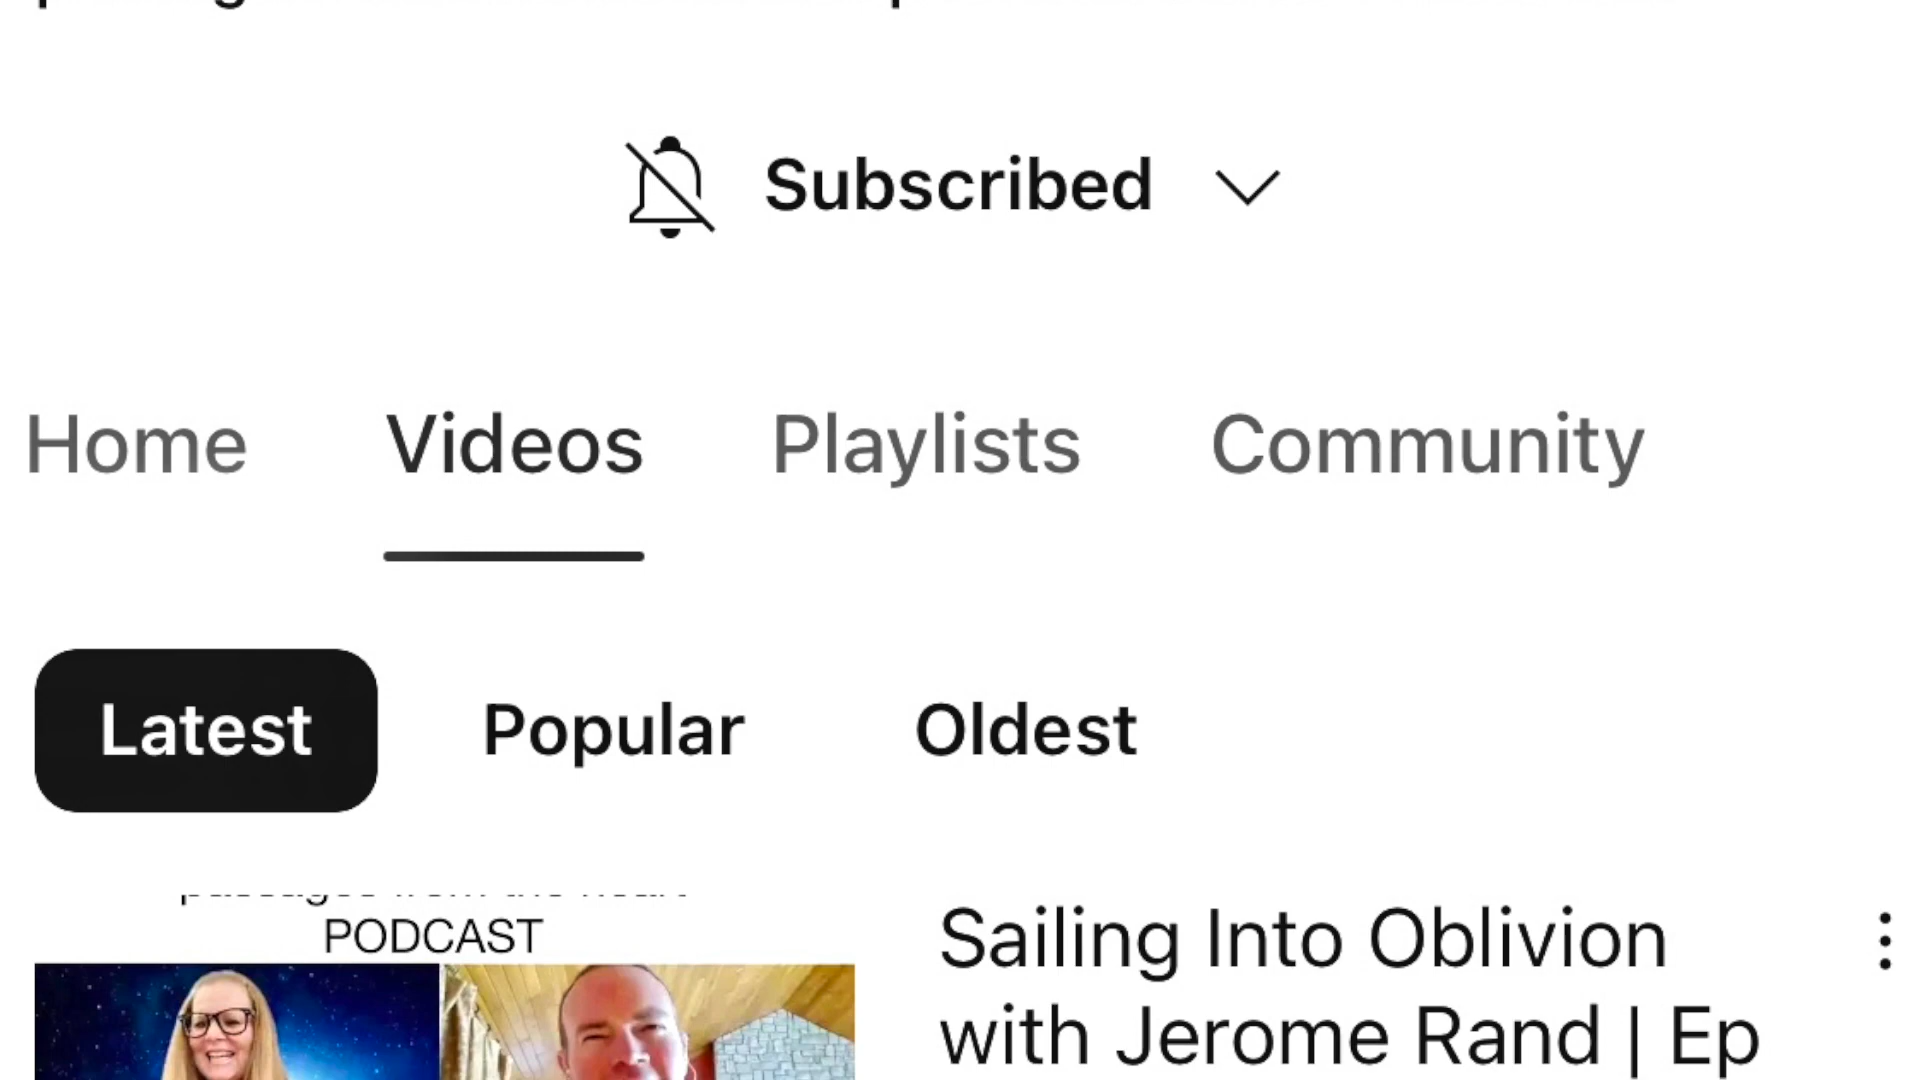 Subscribed
Home Videos Playlists Community
Latest Popular Oldest
PODCAST
Sailing Into Oblivion
with Jerome Rand | Ep